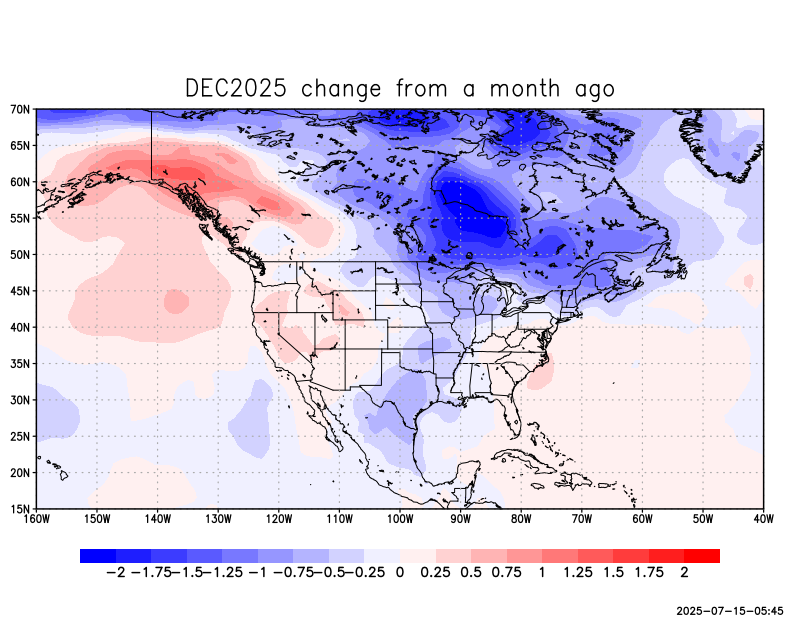 DEC2025 change from a month ago
70N
65N
60N
55N
50N
45N
40N
35N
30N
25N
20N
15N
160W 150W 140W 130W 120W 110W 100W 90W 80W 70W 60W 50W 40W
−2 −1.75 −1.5 −1.25 −1 −0.75 −0.5 −0.25 0 0.25 0.5 0.75 1 1.25 1.5 1.75 2
2025-07-15-05:45